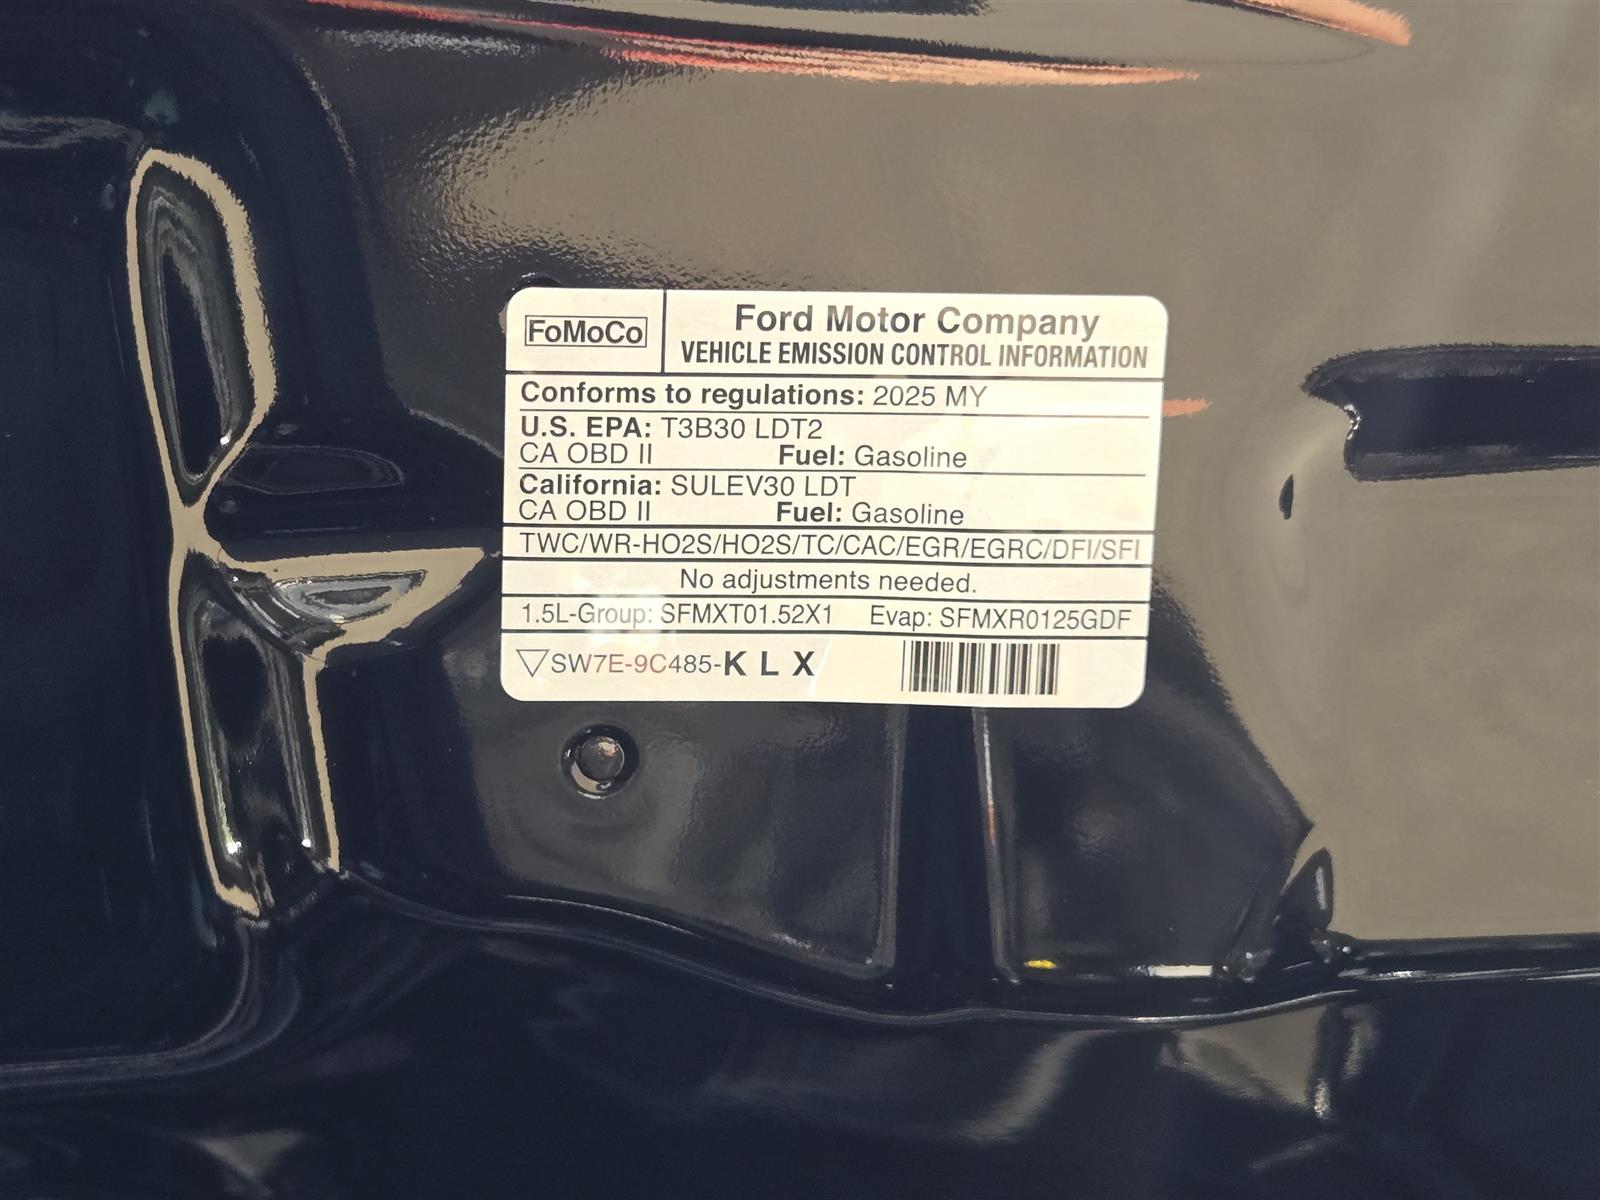 FoMoCo
Ford Motor Company
VEHICLE EMISSION CONTROL INFORMATION
Conforms to regulations: 2025 MY
U.S. EPA: T3B30 LDT2
CA OBD II Fuel: Gasoline
California: SULEV30 LDT
CA OBD II Fuel: Gasoline
TWC/WR-HO2S/HO2S/TC/CAC/EGR/EGRC/DFI/SFI
No adjustments needed.
1.5L-Group: SFMXT01.52X1 Evap: SFMXR0125GDF
▽SW7E-9C485-K L X